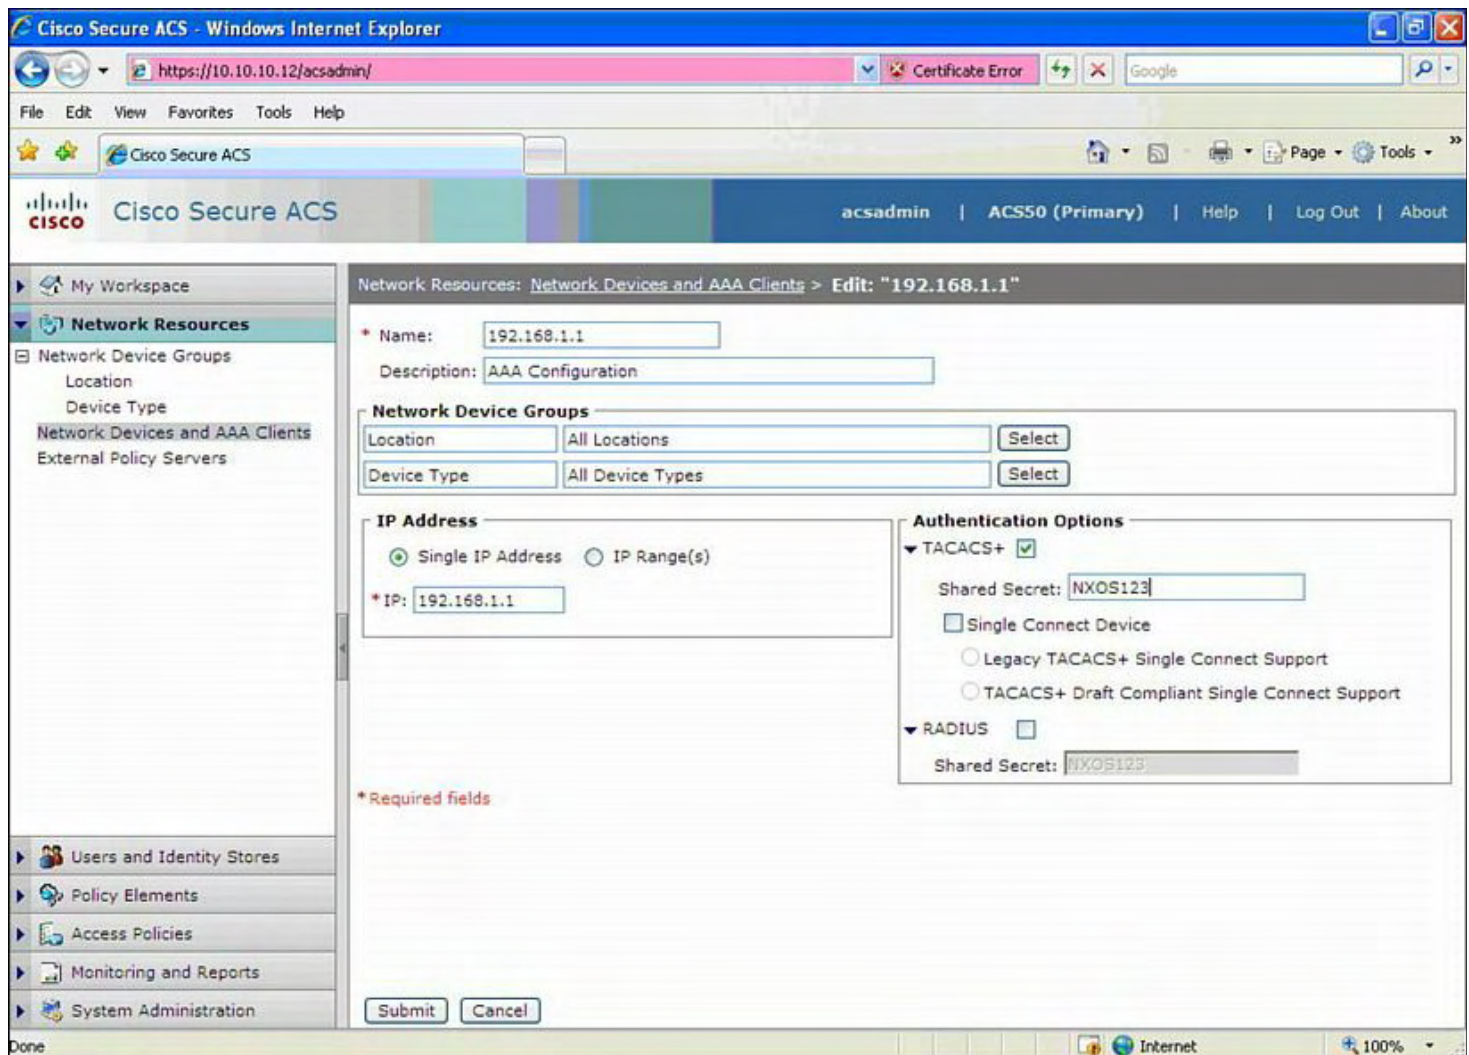 Cisco Secure ACS - Windows Internet Explorer
https://10.10.10.12/acsadmin/ Certificate Error Google
File Edit View Favorites Tools Help
Cisco Secure ACS Page Tools »
CISCO Cisco Secure ACS acsadmin | ACS50 (Primary) | Help | Log Out | About
My Workspace
Network Resources
Network Device Groups
Location
Device Type
Network Devices and AAA Clients
External Policy Servers
Users and Identity Stores
Policy Elements
Access Policies
Monitoring and Reports
System Administration
Network Resources: Network Devices and AAA Clients > Edit: "192.168.1.1"
* Name: 192.168.1.1
Description: AAA Configuration
Network Device Groups
Location All Locations Select
Device Type All Device Types Select
IP Address
Single IP Address IP Range(s)
* IP: 192.168.1.1
Authentication Options
TACACS+
Shared Secret: NXOS123
Single Connect Device
Legacy TACACS+ Single Connect Support
TACACS+ Draft Compliant Single Connect Support
RADIUS
Shared Secret: NXOS123
* Required fields
Submit Cancel
Done Internet 100%